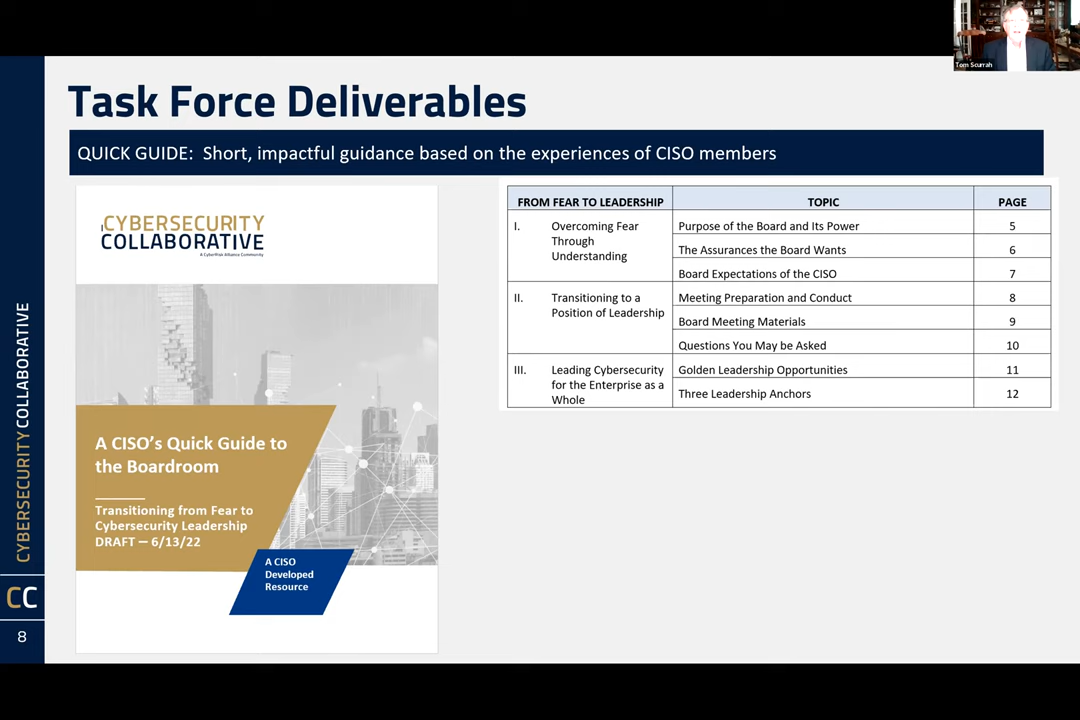 Tom Scurrah
Task Force Deliverables
QUICK GUIDE: Short, impactful guidance based on the experiences of CISO members
CYBERSECURITY
COLLABORATIVE
A CyberRisk Alliance Community
A CISO's Quick Guide to
the Boardroom
Transitioning from Fear to
Cybersecurity Leadership
DRAFT – 6/13/22
A CISO
Developed
Resource
FROM FEAR TO LEADERSHIP TOPIC PAGE
I. Overcoming Fear
Through
Understanding
Purpose of the Board and Its Power 5
The Assurances the Board Wants 6
Board Expectations of the CISO 7
II. Transitioning to a
Position of Leadership
Meeting Preparation and Conduct 8
Board Meeting Materials 9
Questions You May be Asked 10
III. Leading Cybersecurity
for the Enterprise as a
Whole
Golden Leadership Opportunities 11
Three Leadership Anchors 12
CYBERSECURITY COLLABORATIVE
CC
8